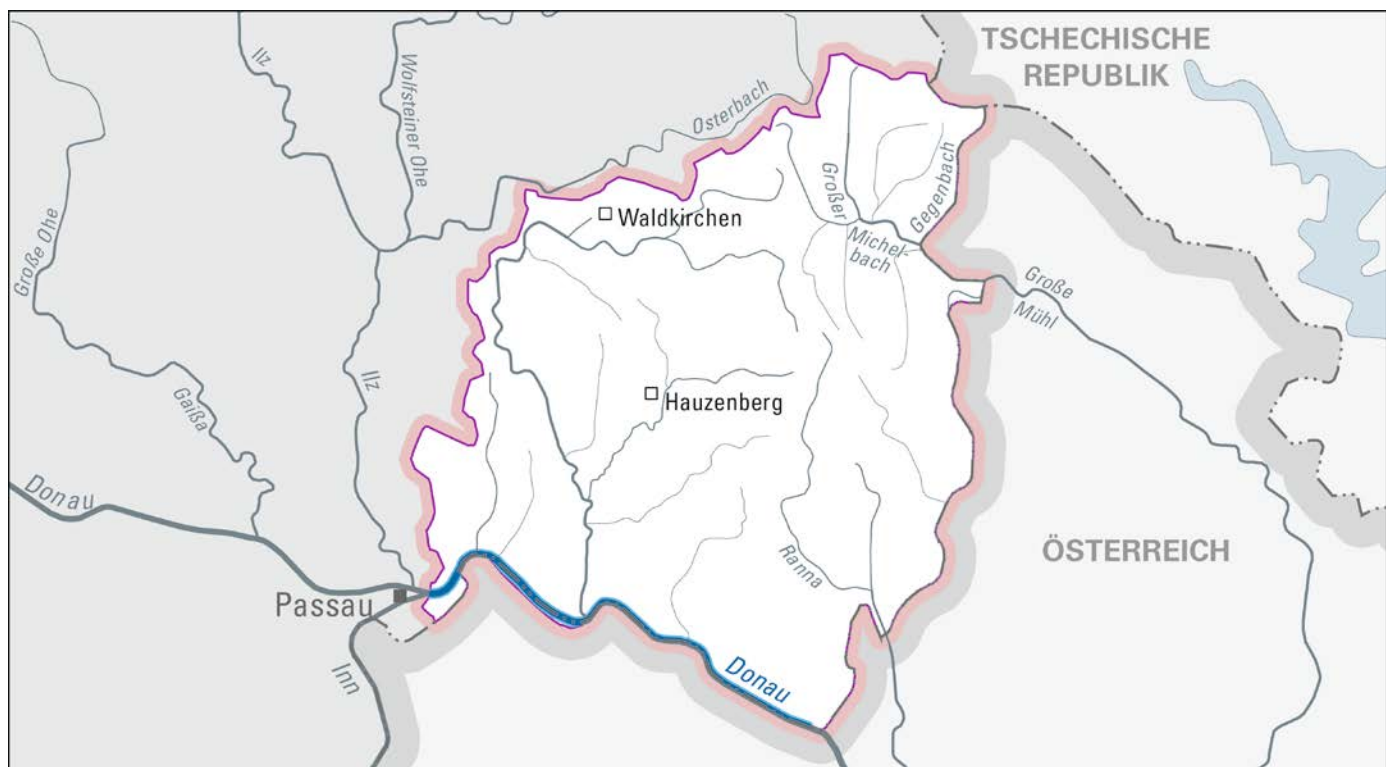 TSCHECHISCHE
REPUBLIK
Ilz
Wolfsteiner Ohe
Osterbach
Große Ohe
Waldkirchen
Großer
Michel-
bach
Gegenbach
Große
Mühl
Ilz
Gaißa
Hauzenberg
Donau
ÖSTERREICH
Ranna
Passau
Inn
Donau